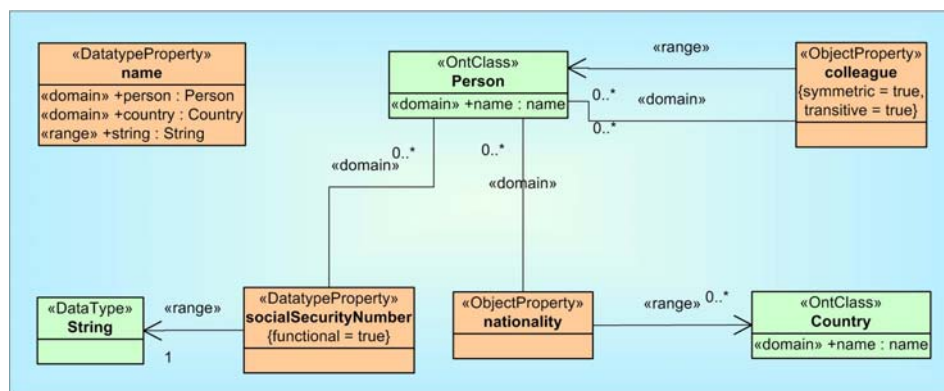 «DatatypeProperty»
name
«domain» +person : Person
«domain» +country : Country
«range» +string : String
«OntClass»
Person
«domain» +name : name
«range»
0..*
«domain»
0..*
«ObjectProperty»
colleague
{symmetric = true,
transitive = true}
0..*
«domain»
0..*
«domain»
«DataType»
String
«range»
1
«DatatypeProperty»
socialSecurityNumber
{functional = true}
«ObjectProperty»
nationality
«range»
0..*
«OntClass»
Country
«domain» +name : name